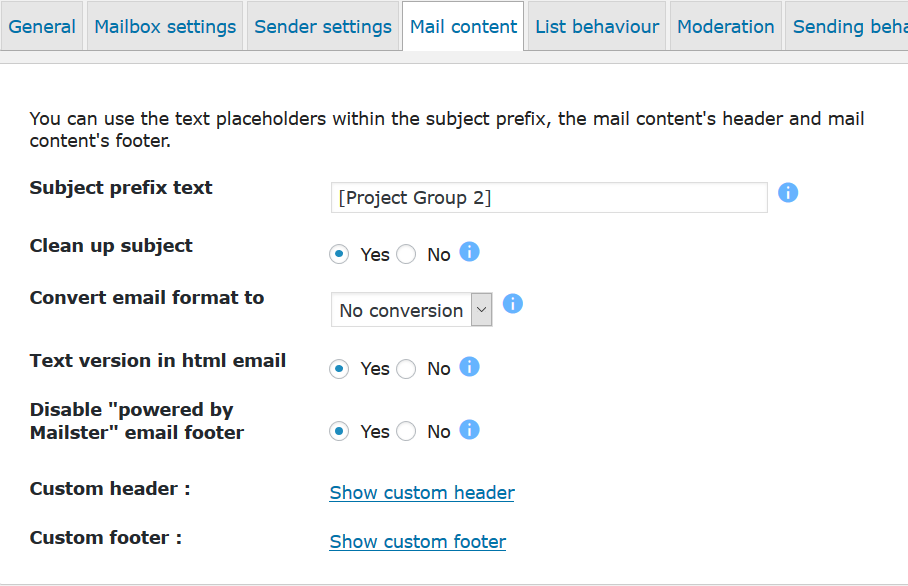 General Mailbox settings Sender settings Mail content List behaviour Moderation Sending beha
You can use the text placeholders within the subject prefix, the mail content's header and mail
content's footer.
Subject prefix text [Project Group 2]
Clean up subject Yes No
Convert email format to No conversion
Text version in html email Yes No
Disable "powered by
Mailster" email footer Yes No
Custom header : Show custom header
Custom footer : Show custom footer